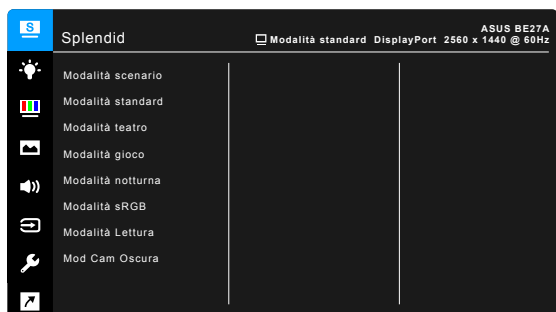 S
Splendid
ASUS BE27A
Modalità standard DisplayPort 2560 x 1440 @ 60Hz
Modalità scenario
Modalità standard
Modalità teatro
Modalità gioco
Modalità notturna
Modalità sRGB
Modalità Lettura
Mod Cam Oscura